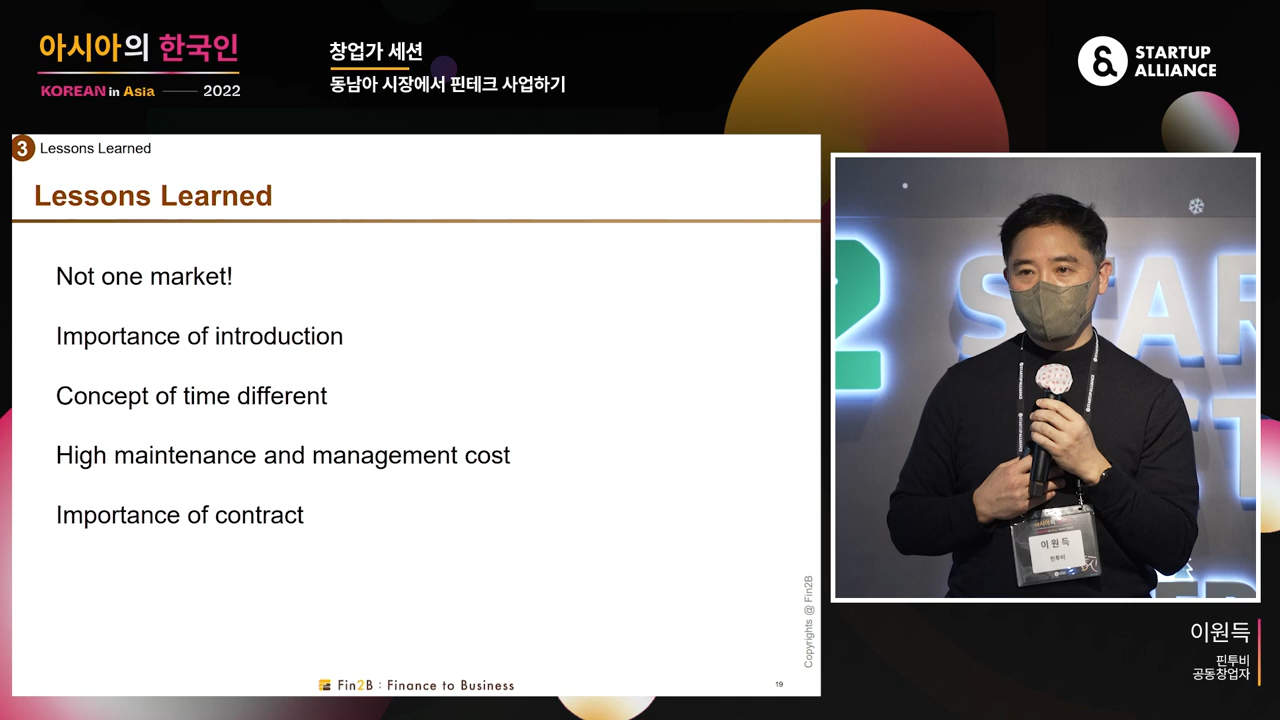 아시아의 한국인
KOREAN in Asia 2022
창업가 세션
동남아 시장에서 핀테크 사업하기
STARTUP
ALLIANCE
3 Lessons Learned
Lessons Learned
Not one market!
Importance of introduction
Concept of time different
High maintenance and management cost
Importance of contract
Copyrights @ Fin2B
Fin2B : Finance to Business
19
2 STAR
이원득
핀투비
이원득
핀투비
공동창업자